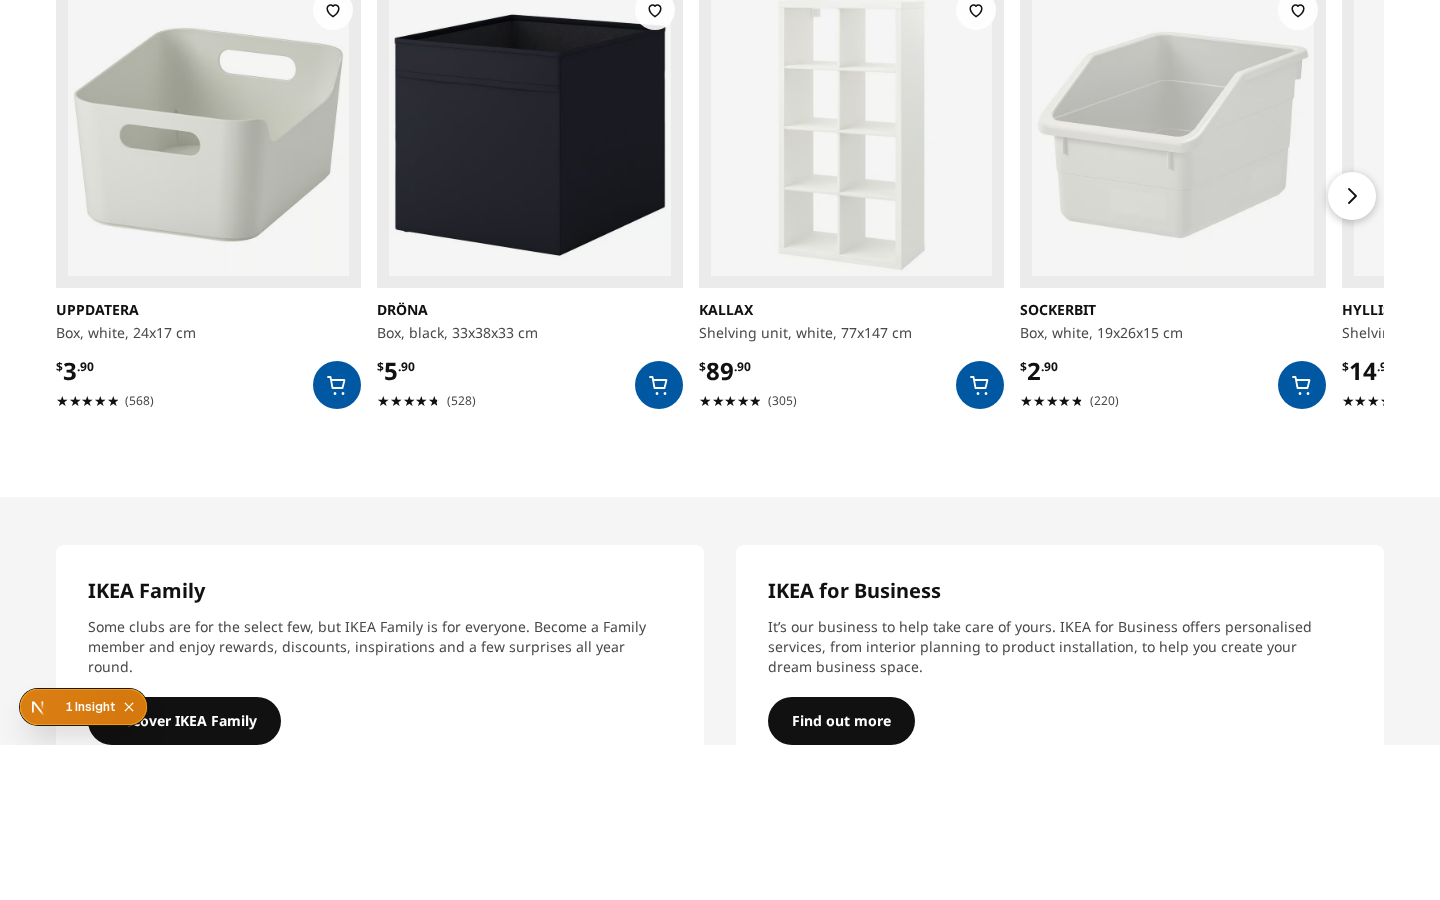 UPPDATERA
Box, white, 24x17 cm
$3.90
(568)
DRÖNA
Box, black, 33x38x33 cm
$5.90
(528)
KALLAX
Shelving unit, white, 77x147 cm
$89.90
(305)
SOCKERBIT
Box, white, 19x26x15 cm
$2.90
(220)
$14
IKEA Family
Some clubs are for the select few, but IKEA Family is for everyone. Become a Family
member and enjoy rewards, discounts, inspirations and a few surprises all year
round.
IKEA Family
1 Insight
IKEA for Business
It’s our business to help take care of yours. IKEA for Business offers personalised
services, from interior planning to product installation, to help you create your
dream business space.
Find out more